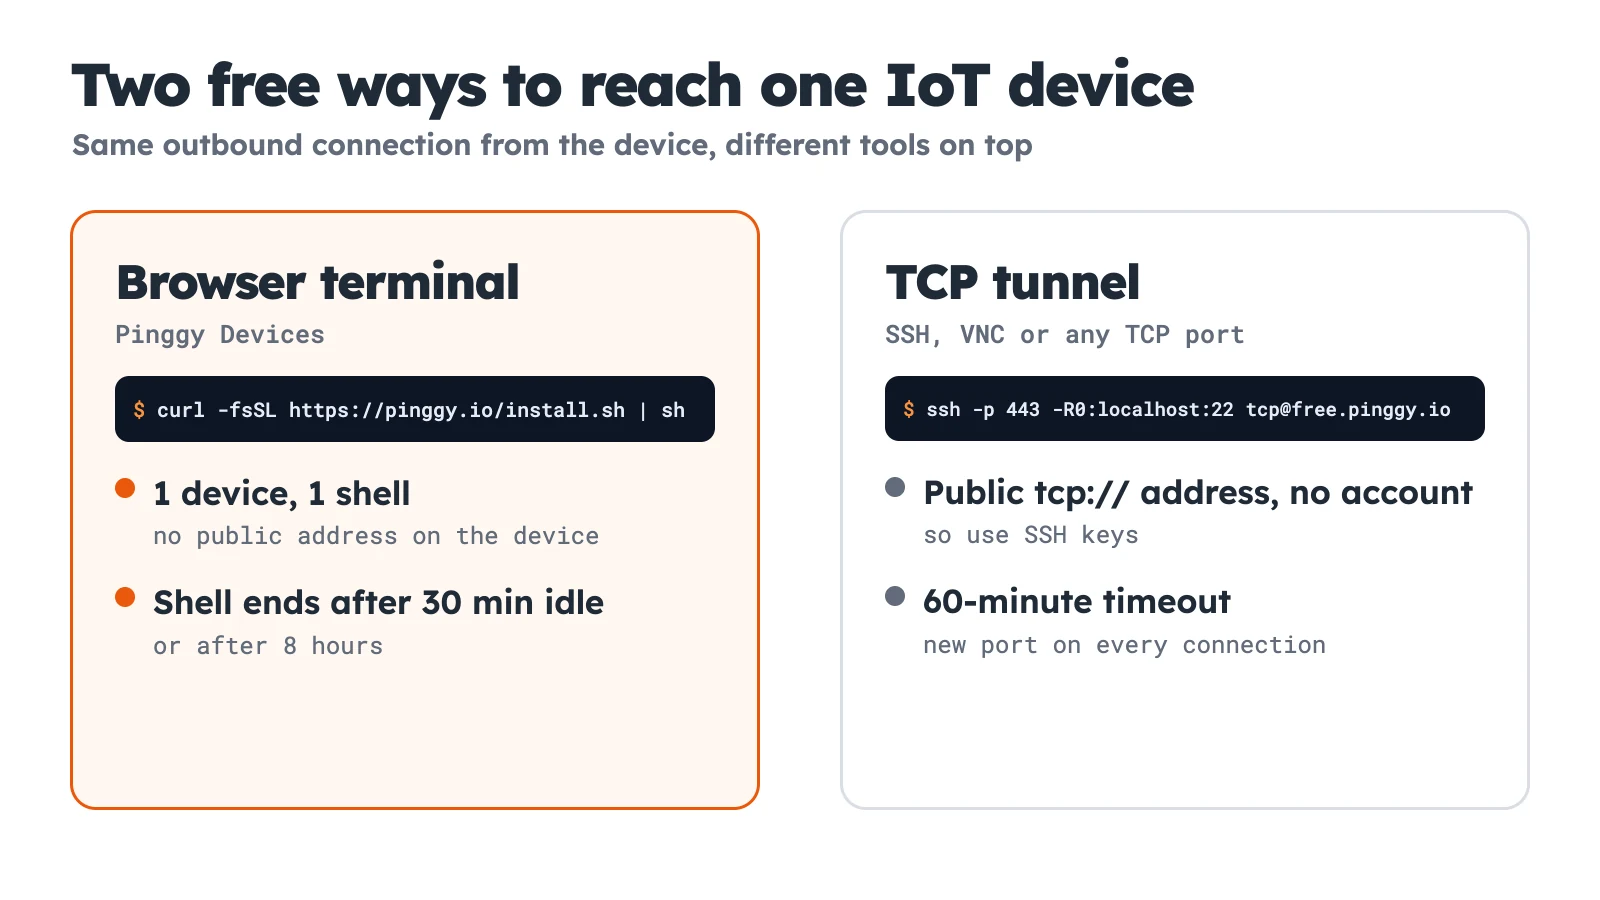 Two free ways to reach one IoT device
Same outbound connection from the device, different tools on top
Browser terminal
Pinggy Devices
$ curl -fsSL https://pinggy.io/install.sh | sh
1 device, 1 shell
no public address on the device
Shell ends after 30 min idle
or after 8 hours
TCP tunnel
SSH, VNC or any TCP port
$ ssh -p 443 -R0:localhost:22 tcp@free.pinggy.io
Public tcp:// address, no account
so use SSH keys
60-minute timeout
new port on every connection